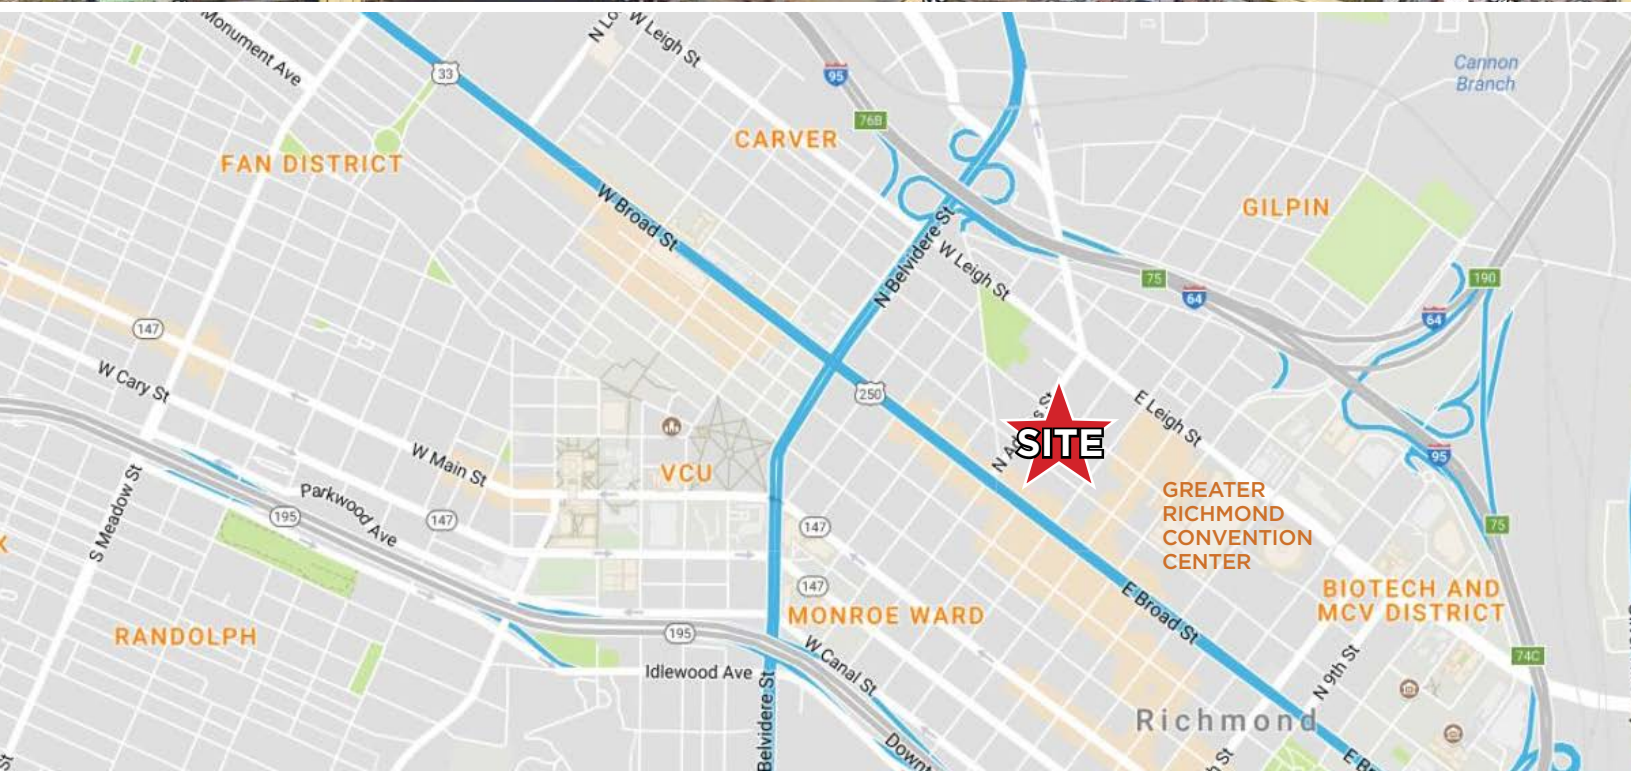 Monument Ave
W Leigh St
33
95
76B
Cannon
Branch
CARVER
FAN DISTRICT
GILPIN
W Broad St
N Belvidere St
W Leigh St
75
64
190
64
147
W Cary St
250
E Leigh St
SITE
95
W Main St
VCU
GREATER
RICHMOND
CONVENTION
CENTER
Parkwood Ave
195
147
147
75
S Meadow St
147
BIOTECH AND
MCV DISTRICT
E Broad St
MONROE WARD
RANDOLPH
195
W Canal St
Idlewood Ave
N 9th St
74C
Belvidere St
Richmond